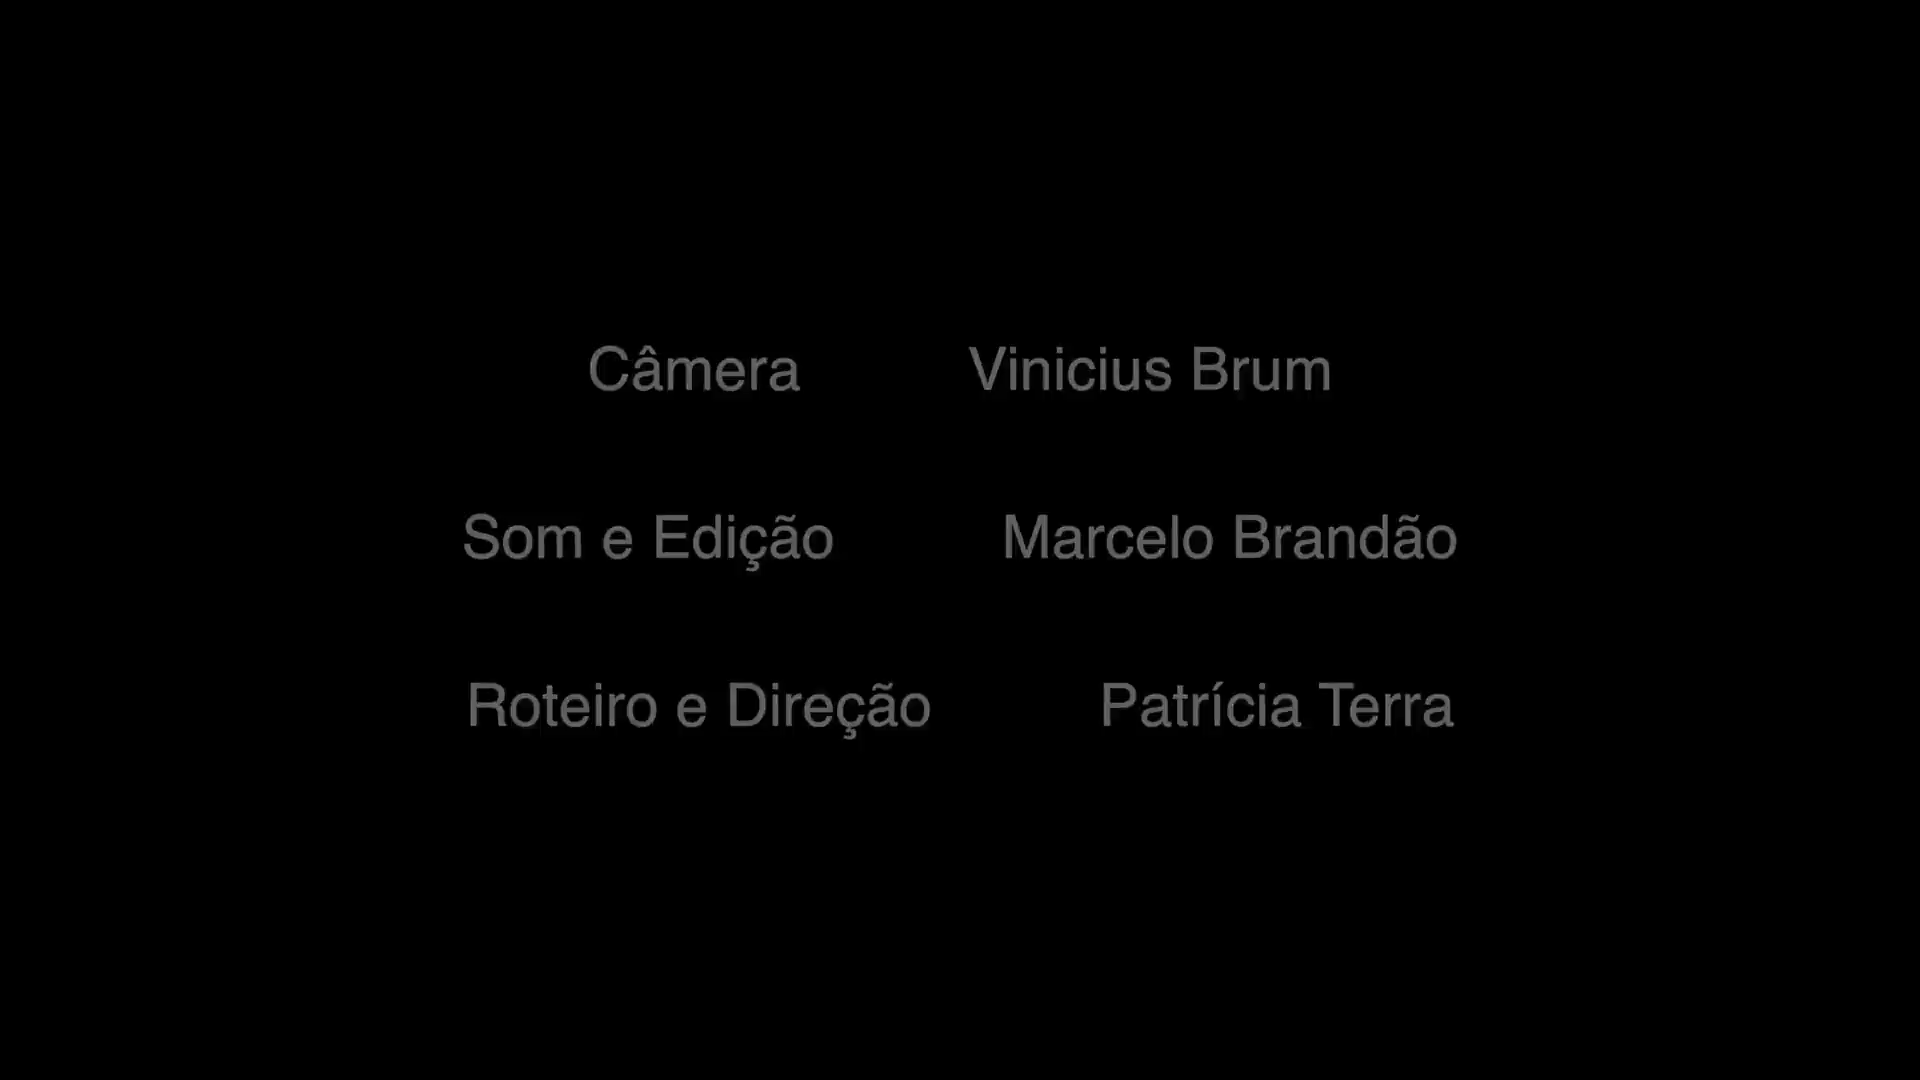 Câmera Vinicius Brum
Som e Edição Marcelo Brandão
Roteiro e Direção Patrícia Terra